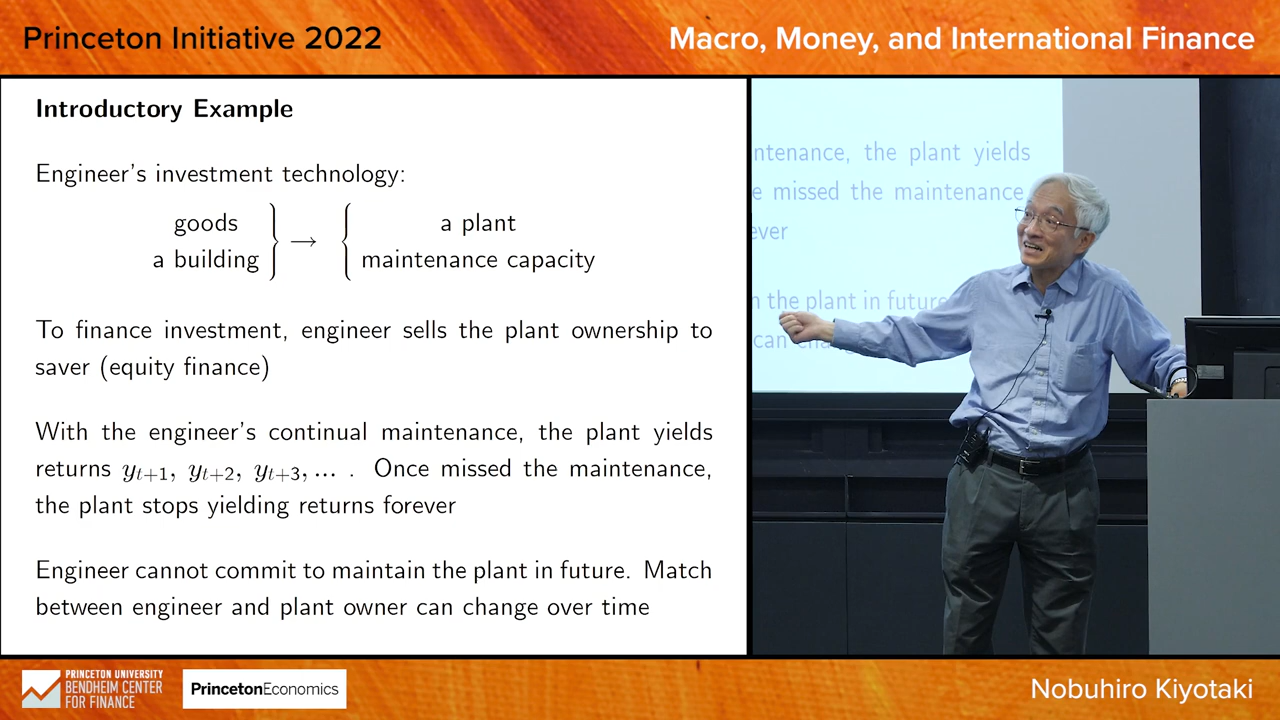 Princeton Initiative 2022
Macro, Money, and International Finance
Introductory Example
Engineer's investment technology:
goods
a building
} → {
a plant
maintenance capacity
To finance investment, engineer sells the plant ownership to
saver (equity finance)
With the engineer's continual maintenance, the plant yields
returns yₜ₊₁, yₜ₊₂, yₜ₊₃, ... . Once missed the maintenance,
the plant stops yielding returns forever
Engineer cannot commit to maintain the plant in future. Match
between engineer and plant owner can change over time
ntenance, the plant yields
missed the maintenance
ever
the plant in future
can
PRINCETON UNIVERSITY
BENDHEIM CENTER
FOR FINANCE
PrincetonEconomics
Nobuhiro Kiyotaki